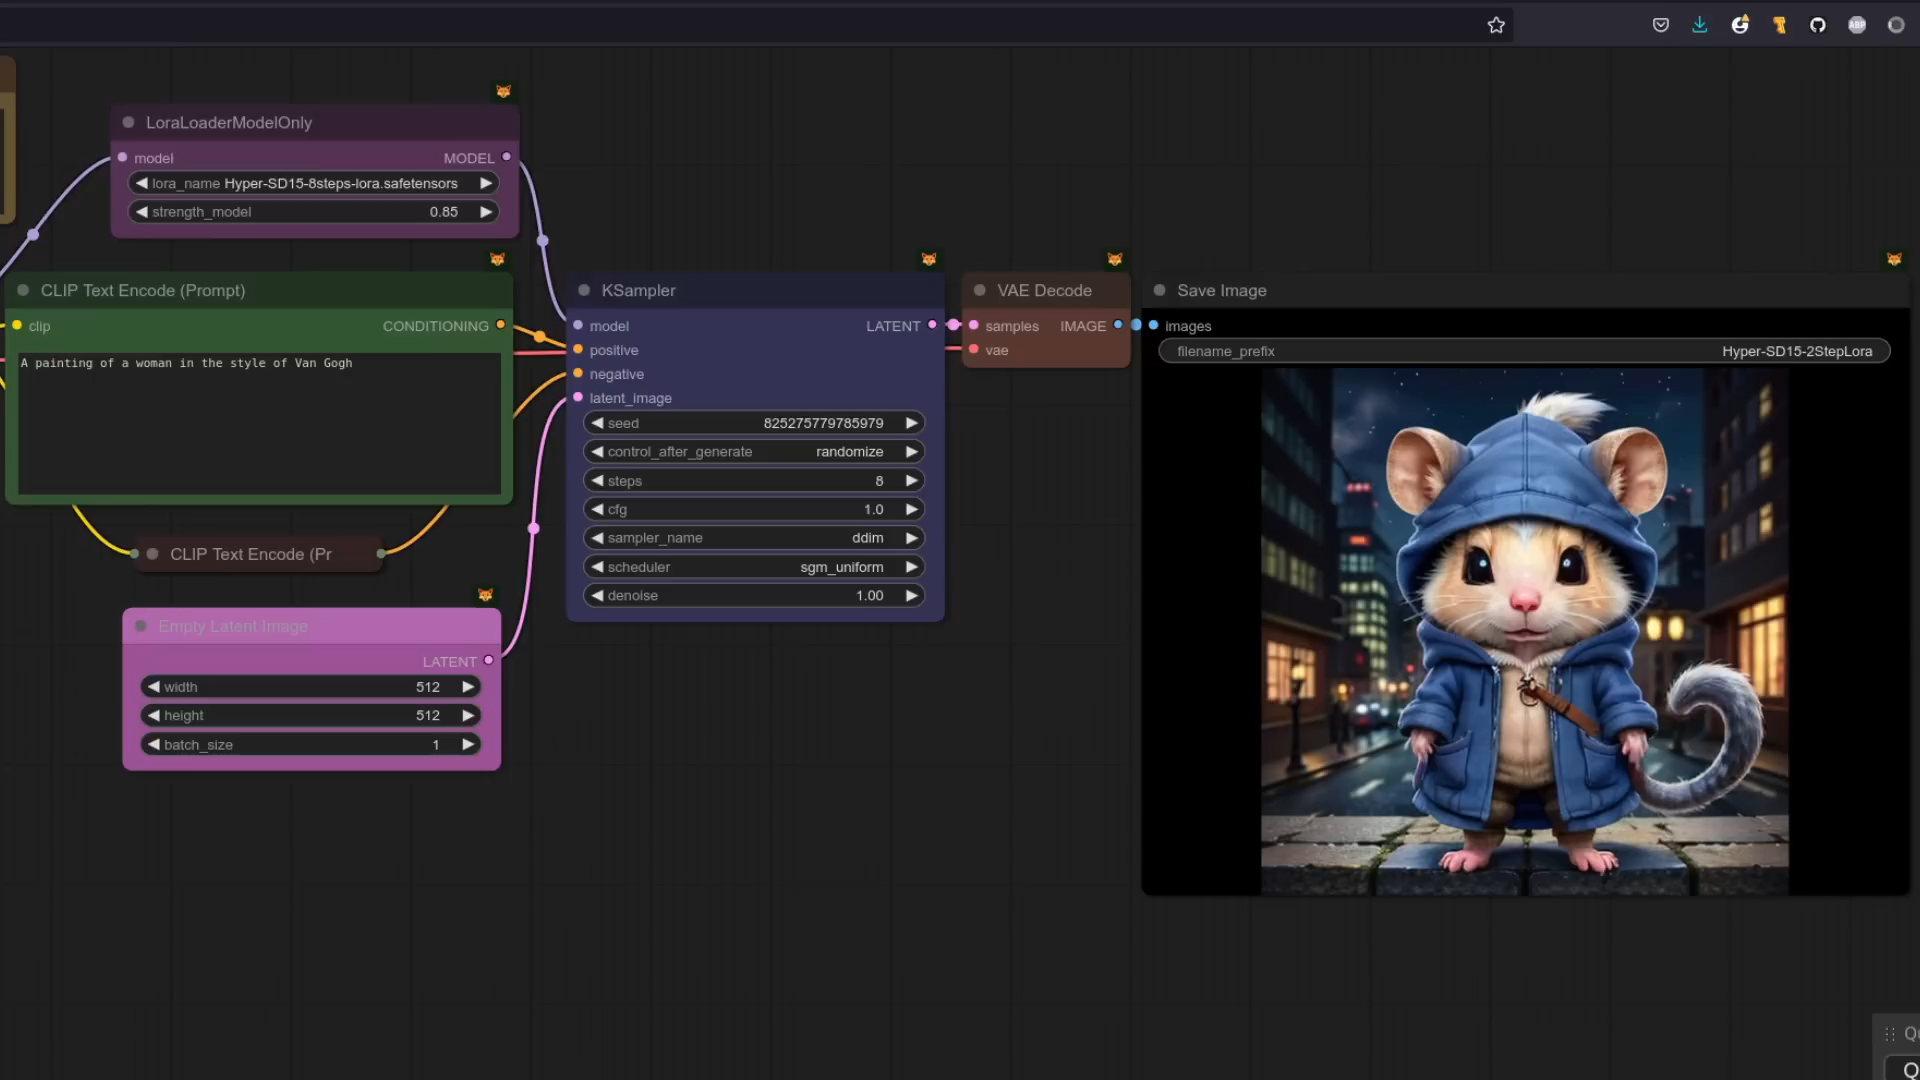 ABP
LoraLoaderModelOnly
model MODEL
lora_name Hyper-SD15-8steps-lora.safetensors
strength_model 0.85
CLIP Text Encode (Prompt)
clip CONDITIONING
A painting of a woman in the style of Van Gogh
CLIP Text Encode (Pr
Empty Latent Image
LATENT
width 512
height 512
batch_size 1
KSampler
model LATENT
positive
negative
latent_image
seed 825275779785979
control_after_generate randomize
steps 8
cfg 1.0
sampler_name ddim
scheduler sgm_uniform
denoise 1.00
VAE Decode
samples IMAGE
vae
Save Image
images
filename_prefix Hyper-SD15-2StepLora